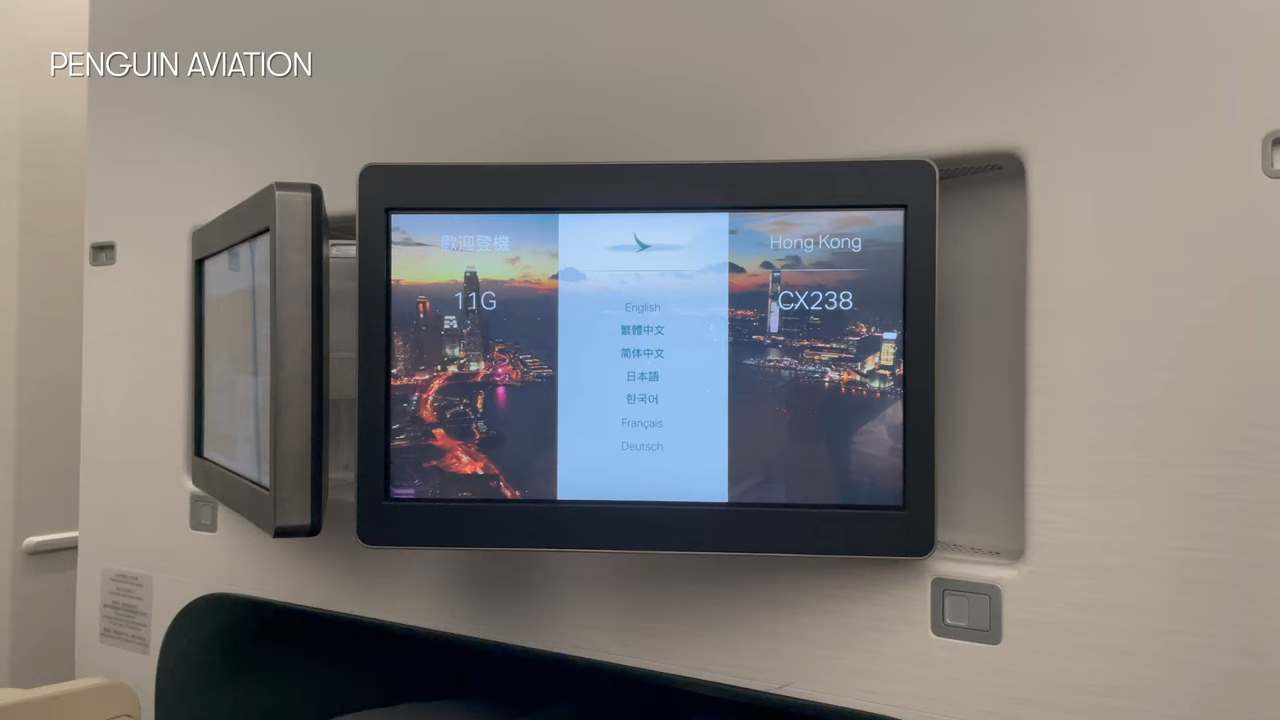 PENGUIN AVIATION
歡迎登機
11G
English
繁體中文
简体中文
日本語
한국어
Français
Deutsch
Hong Kong
CX238